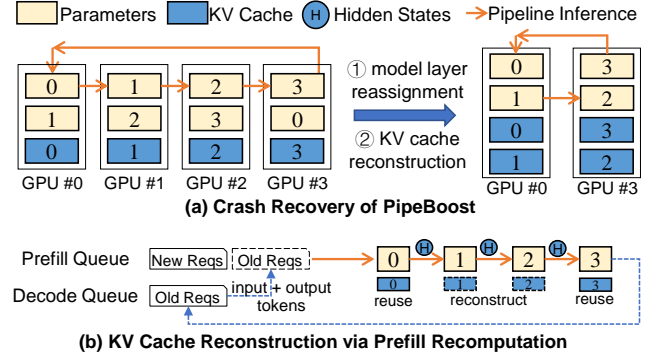 Parameters KV Cache H Hidden States Pipeline Inference
0 1 2 3
1 2 3 0
0 1 2 3
GPU #0 GPU #1 GPU #2 GPU #3
① model layer
reassignment
② KV cache
reconstruction
0 3
1 2
0 3
1 2
GPU #0 GPU #3
(a) Crash Recovery of PipeBoost
Prefill Queue New Reqs Old Reqs 0 H 1 H 2 H 3
Decode Queue Old Reqs input + output
tokens
0 1 2 3
reuse reconstruct reuse
(b) KV Cache Reconstruction via Prefill Recomputation